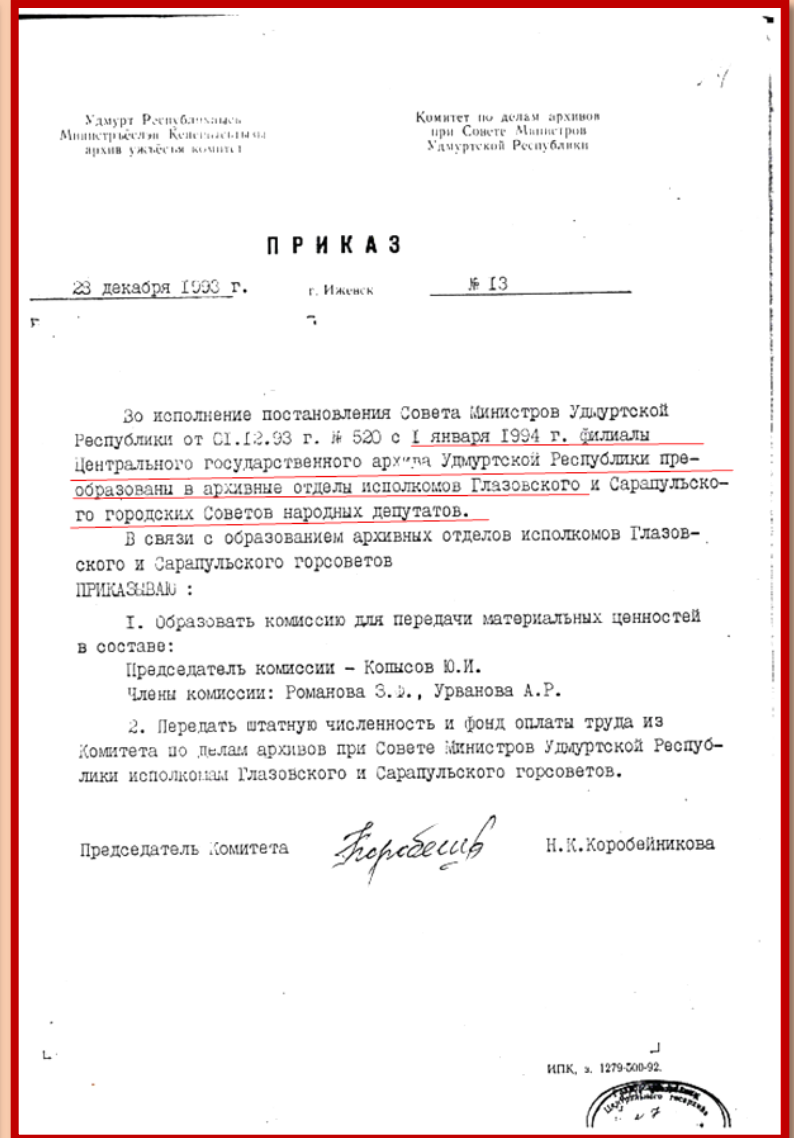 Удмурт Республикаысь
Министръёслэн Кенешсылызы
архив ужъёсъя комитет
Комитет по делам архивов
при Совете Министров
Удмуртской Республики
ПРИКАЗ
23 декабря 1993 г.
г. Ижевск
№ 13
Во исполнение постановления Совета Министров Удмуртской
Республики от 01.12.93 г. № 520 с 1 января 1994 г. филиалы
Центрального государственного архива Удмуртской Республики пре-
образованы в архивные отделы исполкомов Глазовского и Сарапульско-
го городских Советов народных депутатов.
В связи с образованием архивных отделов исполкомов Глазов-
ского и Сарапульского горсоветов
ПРИКАЗЫВАЮ :
1. Образовать комиссию для передачи материальных ценностей
в составе:
Председатель комиссии – Копысов Ю.И.
Члены комиссии: Романова З., Урванова А.Р.
2. Передать штатную численность и фонд оплаты труда из
Комитета по делам архивов при Совете Министров Удмуртской Респуб-
лики исполкомам Глазовского и Сарапульского горсоветов.
Председатель Комитета
Н.К.Коробейникова
ИПК, з. 1279-500-92.